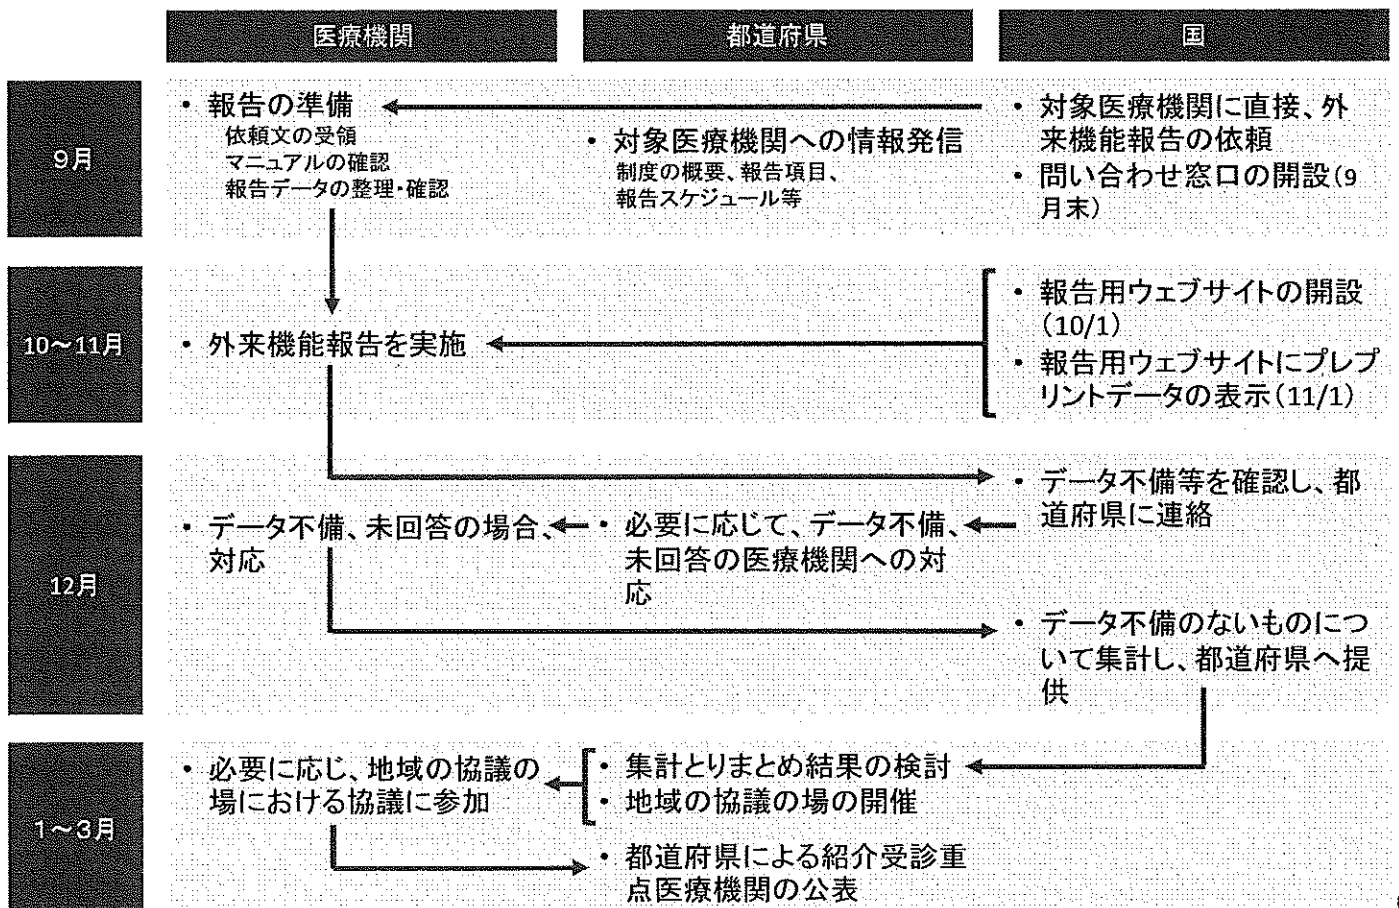 医療機関
都道府県
国
9月
・ 報告の準備
依頼文の受領
マニュアルの確認
報告データの整理・確認
・ 対象医療機関への情報発信
制度の概要、報告項目、
報告スケジュール等
・ 対象医療機関に直接、外
来機能報告の依頼
・ 問い合わせ窓口の開設(9
月末)
10～11月
・ 外来機能報告を実施
・ 報告用ウェブサイトの開設
(10/1)
・ 報告用ウェブサイトにプレプ
リントデータの表示(11/1)
12月
・ データ不備、未回答の場合、
対応
・ 必要に応じて、データ不備、
未回答の医療機関への対
応
・ データ不備等を確認し、都
道府県に連絡
・ データ不備のないものにつ
いて集計し、都道府県へ提
供
1～3月
・ 必要に応じ、地域の協議の
場における協議に参加
・ 集計とりまとめ結果の検討
・ 地域の協議の場の開催
・ 都道府県による紹介受診重
点医療機関の公表